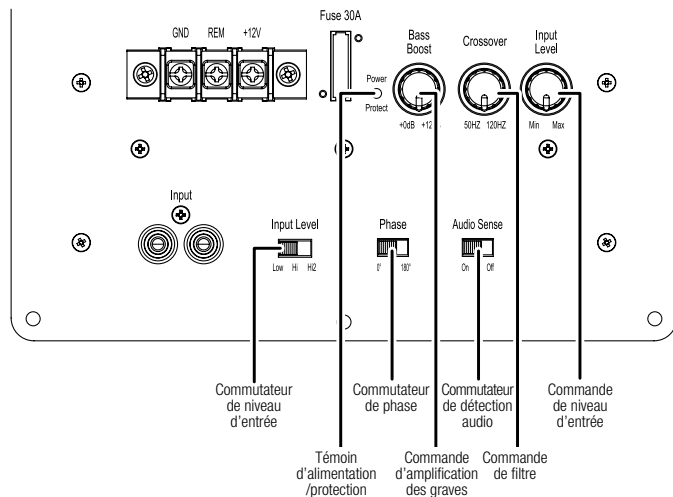 Fuse 30A
GND REM +12V
Bass
Boost
Crossover
Input
Level
Power
Protect
+0dB
50HZ 120HZ
Min Max
Input
Input Level
Phase
Audio Sense
Low Hi Hi2
0° 180°
On Off
Commutateur
de niveau
d'entrée
Commutateur
de phase
Commutateur
de détection
audio
Commande
de niveau
d'entrée
Témoin
d'alimentation
/protection
Commande
d'amplification
des graves
Commande
de filtre